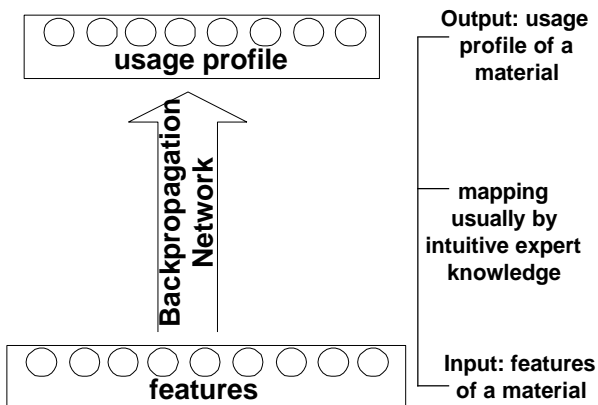 usage profile
Backpropagation
Network
features
Output: usage
profile of a
material
mapping
usually by
intuitive expert
knowledge
Input: features
of a material